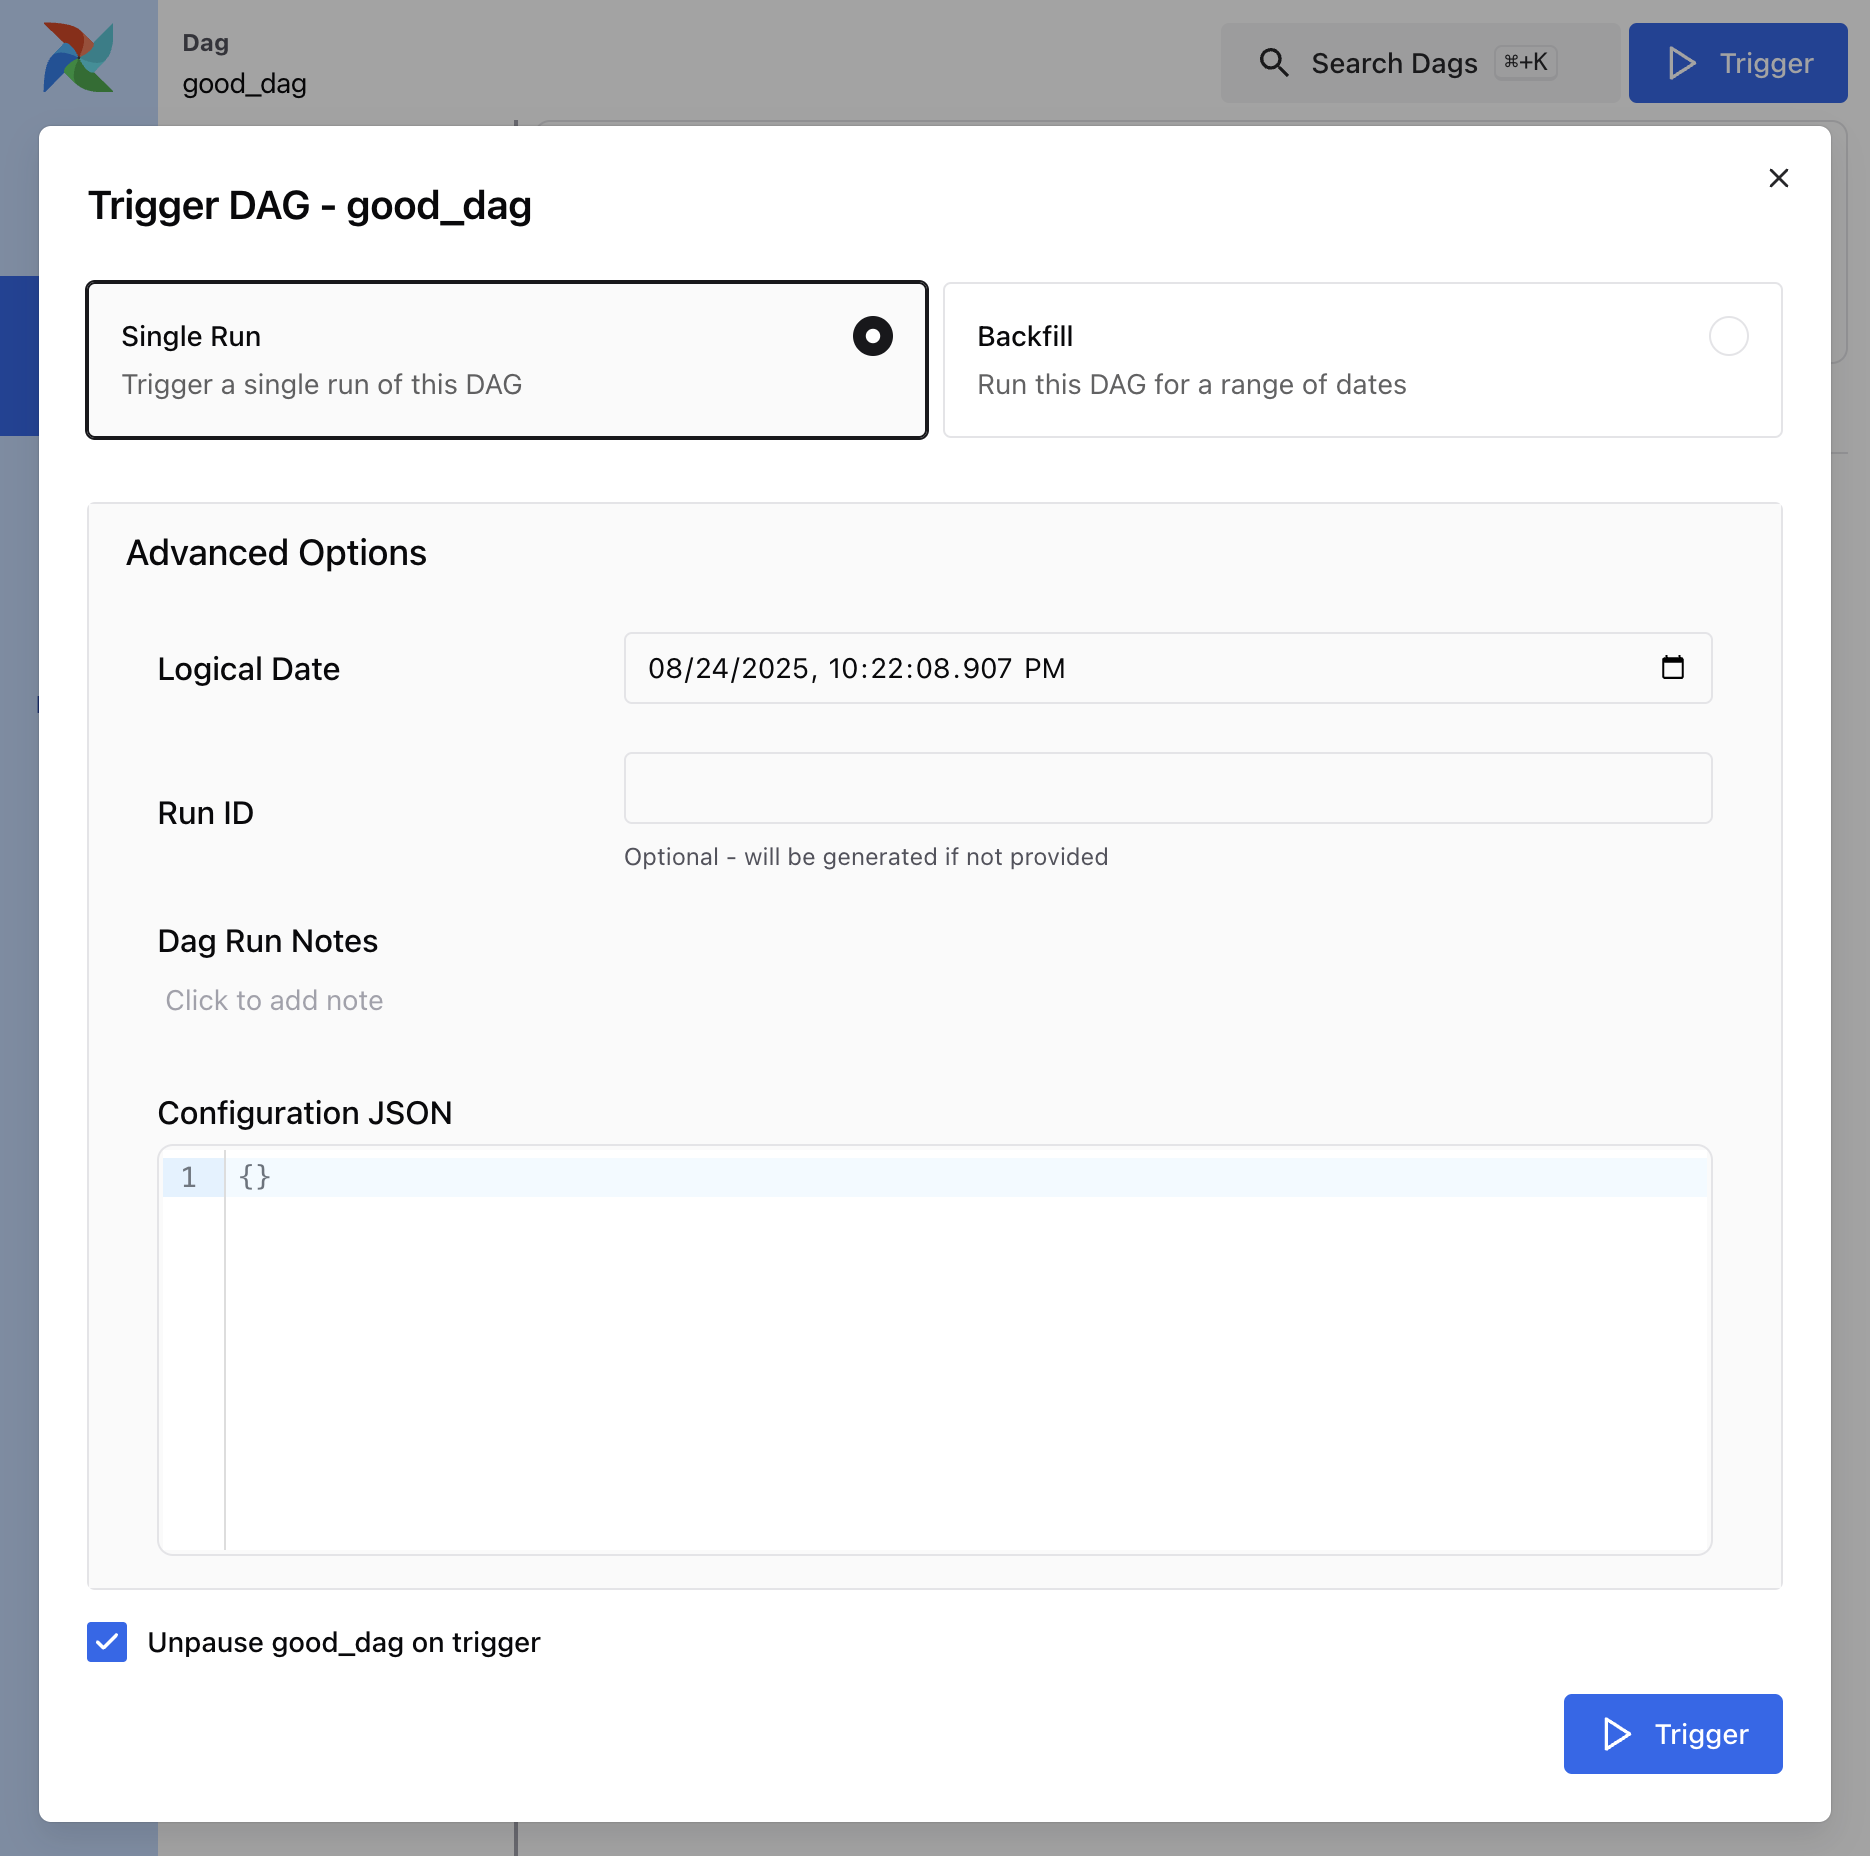 Dag
good_dag
Search Dags ⌘+K
Trigger
Trigger DAG - good_dag
Single Run
Trigger a single run of this DAG
Backfill
Run this DAG for a range of dates
Advanced Options
Logical Date
08/24/2025, 10:22:08.907 PM
Run ID
Optional - will be generated if not provided
Dag Run Notes
Click to add note
Configuration JSON
1 {}
Unpause good_dag on trigger
Trigger